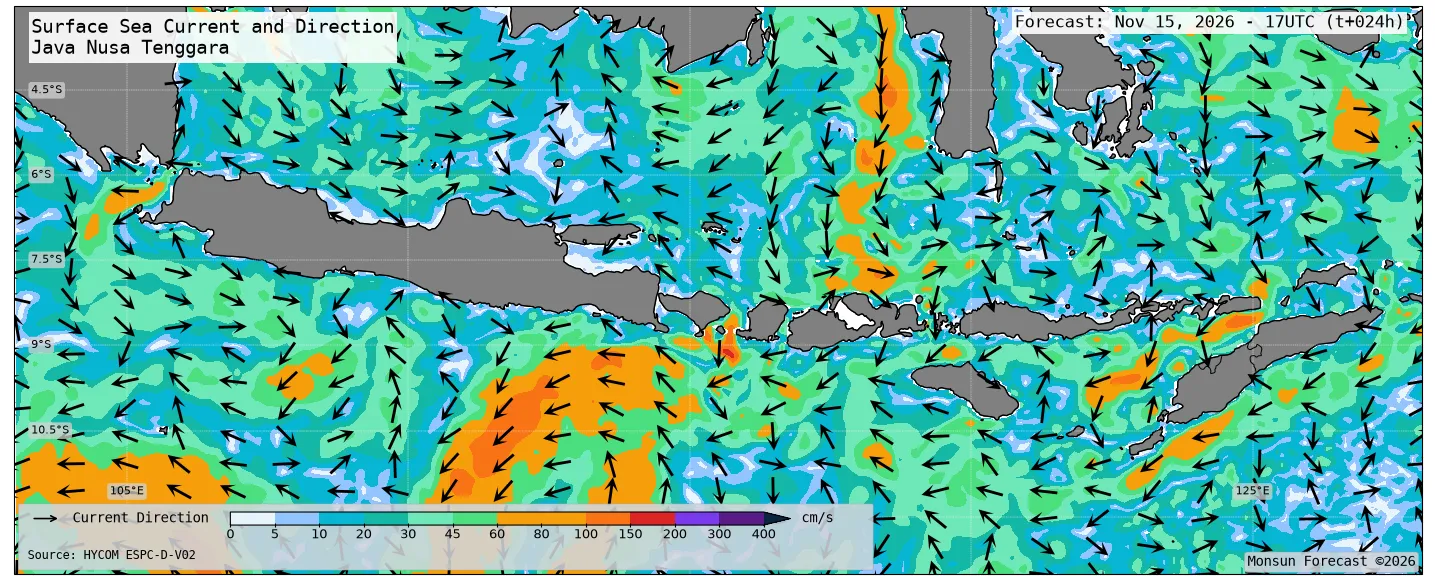 Surface Sea Current and Direction
Java Nusa Tenggara
Forecast: Nov 15, 2026 - 17UTC (t+024h)
4.5°S
6°S
7.5°S
9°S
10.5°S
105°E
125°E
Current Direction
0 5 10 20 30 45 60 80 100 150 200 300 400 cm/s
Source: HYCOM ESPC-D-V02
Monsun Forecast ©2026